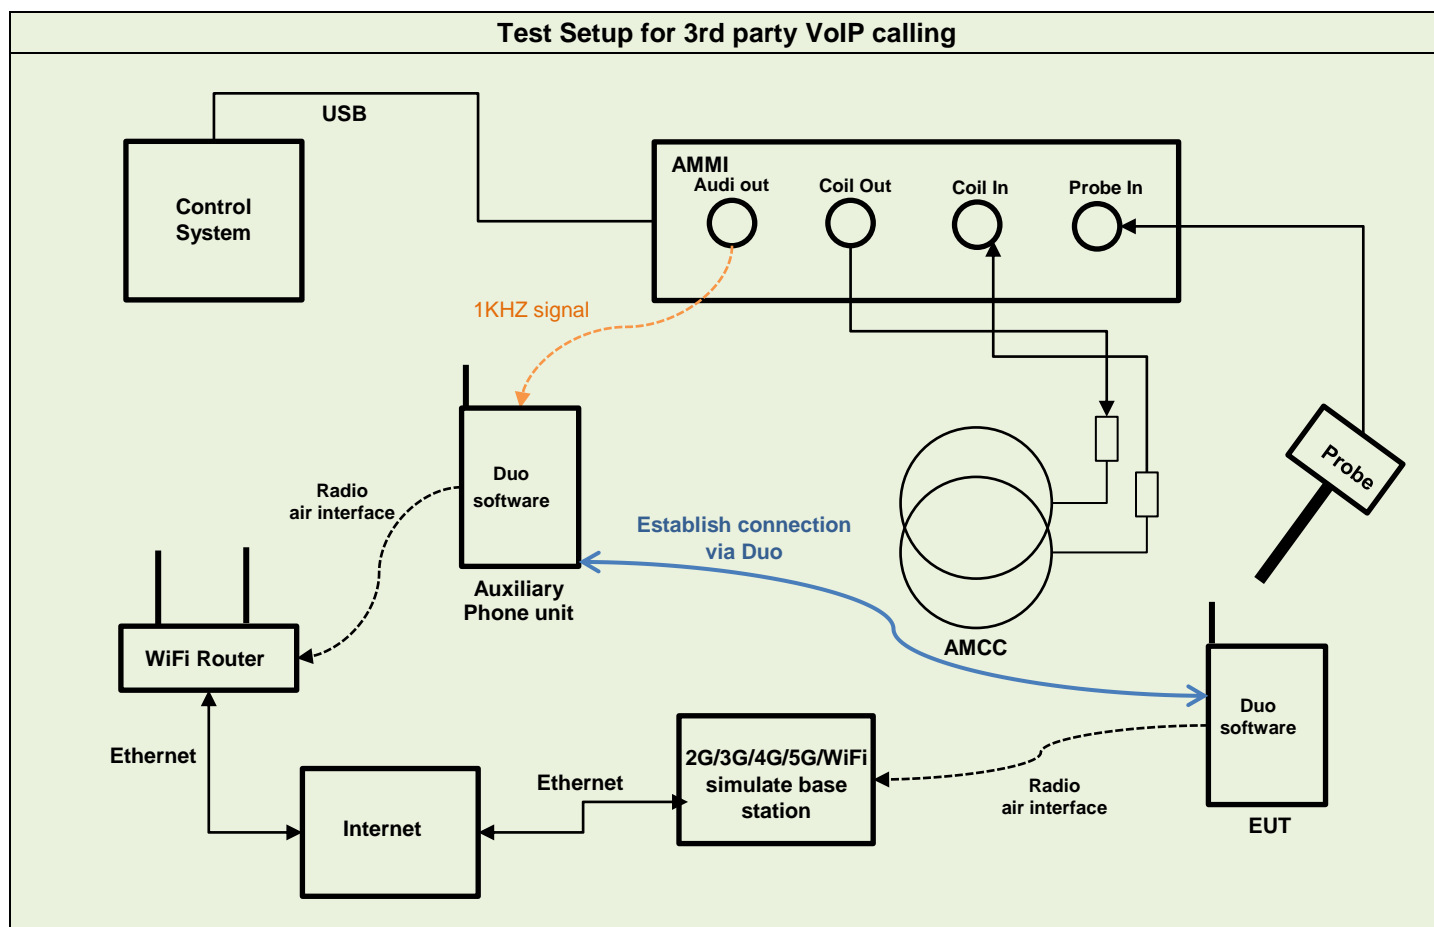 Test Setup for 3rd party VoIP calling
USB
Control
System
AMMI
Audi out
Coil Out
Coil In
Probe In
1KHZ signal
Probe
Duo
software
Radio
air interface
Establish connection
via Duo
Auxiliary
Phone unit
AMCC
WiFi Router
Duo
software
Ethernet
2G/3G/4G/5G/WiFi
simulate base
station
Ethernet
Radio
air interface
Internet
EUT